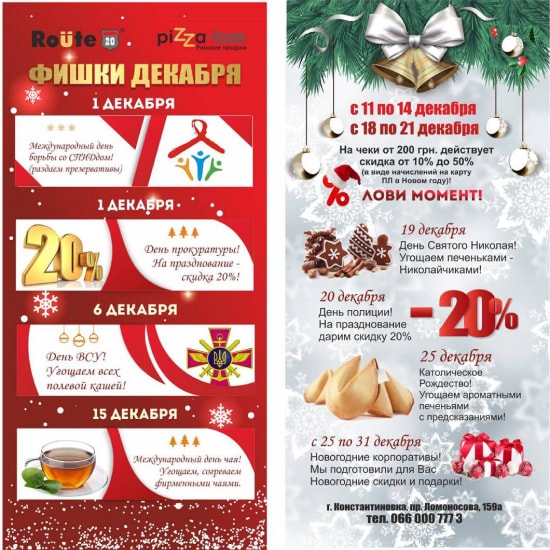 Roüte 20
piZZa box
Римские пекарни
ФИШКИ ДЕКАБРЯ
1 ДЕКАБРЯ
Международный день
борьбы со СПИДом!
(раздаем презервативы)
1 ДЕКАБРЯ
20%
День прокуратуры!
На празднование -
скидка 20%!
6 ДЕКАБРЯ
День ВСУ!
Угощаем всех
полевой кашей!
15 ДЕКАБРЯ
Международный день чая!
Угощаем, согреваем
фирменными чаями.
с 11 по 14 декабря
с 18 по 21 декабря
На чеки от 200 грн. действует
скидка от 10% до 50%
(в виде начислений на карту
ПЛ в Новом году)!
% ЛОВИ МОМЕНТ!
19 декабря
День Святого Николая!
Угощаем печеньками -
Николайчиками!
20 декабря
День полиции!
На празднование
дарим скидку 20%
-20%
25 декабря
Католическое
Рождество!
Угощаем ароматными
печеньями
с предсказаниями!
с 25 по 31 декабря
Новогодние корпоративы!
Мы подготовили для Вас
Новогодние скидки и подарки!
г. Константиновка, пр. Ломоносова, 159а
тел. 066 000 777 3